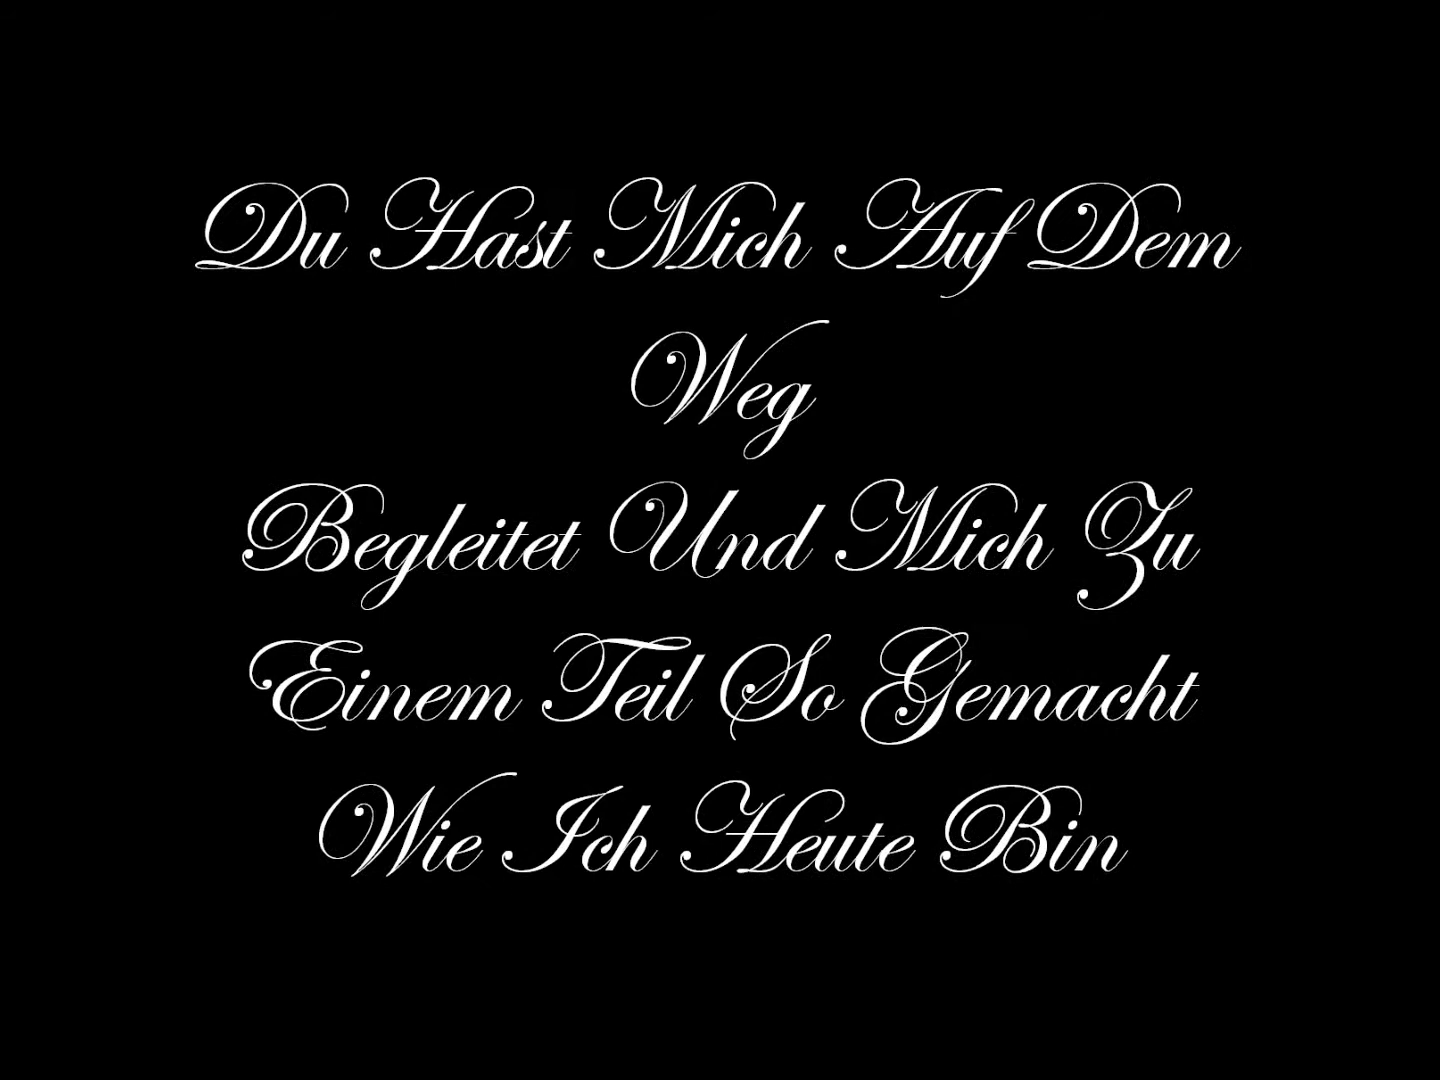 Du Hast Mich Auf Dem
Weg
Begleitet Und Mich Zu
Einem Teil So Gemacht
Wie Ich Heute Bin